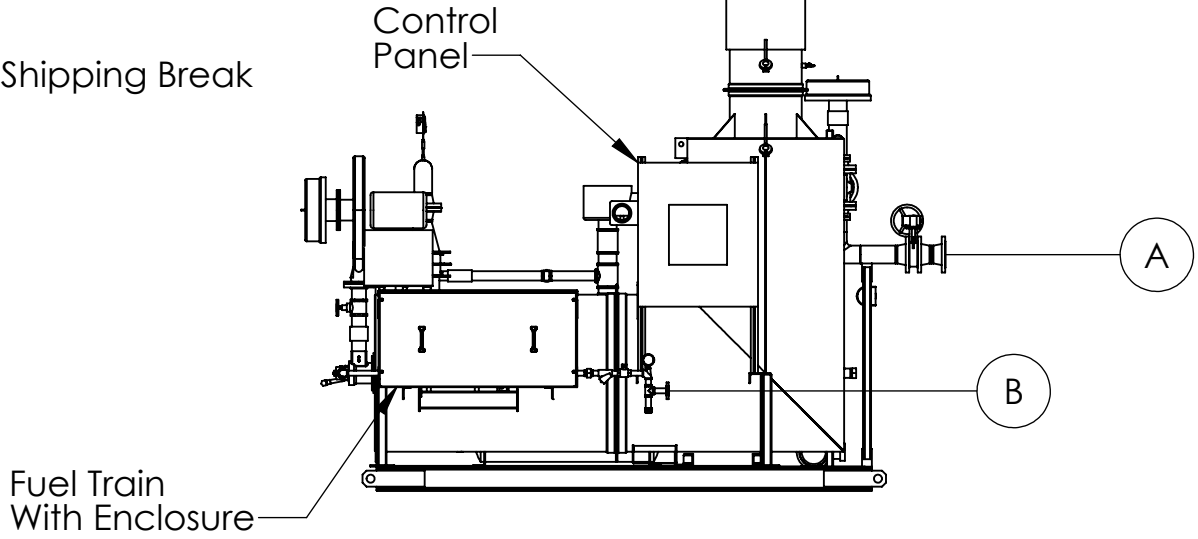 Control
Panel
Shipping Break
A
B
Fuel Train
With Enclosure